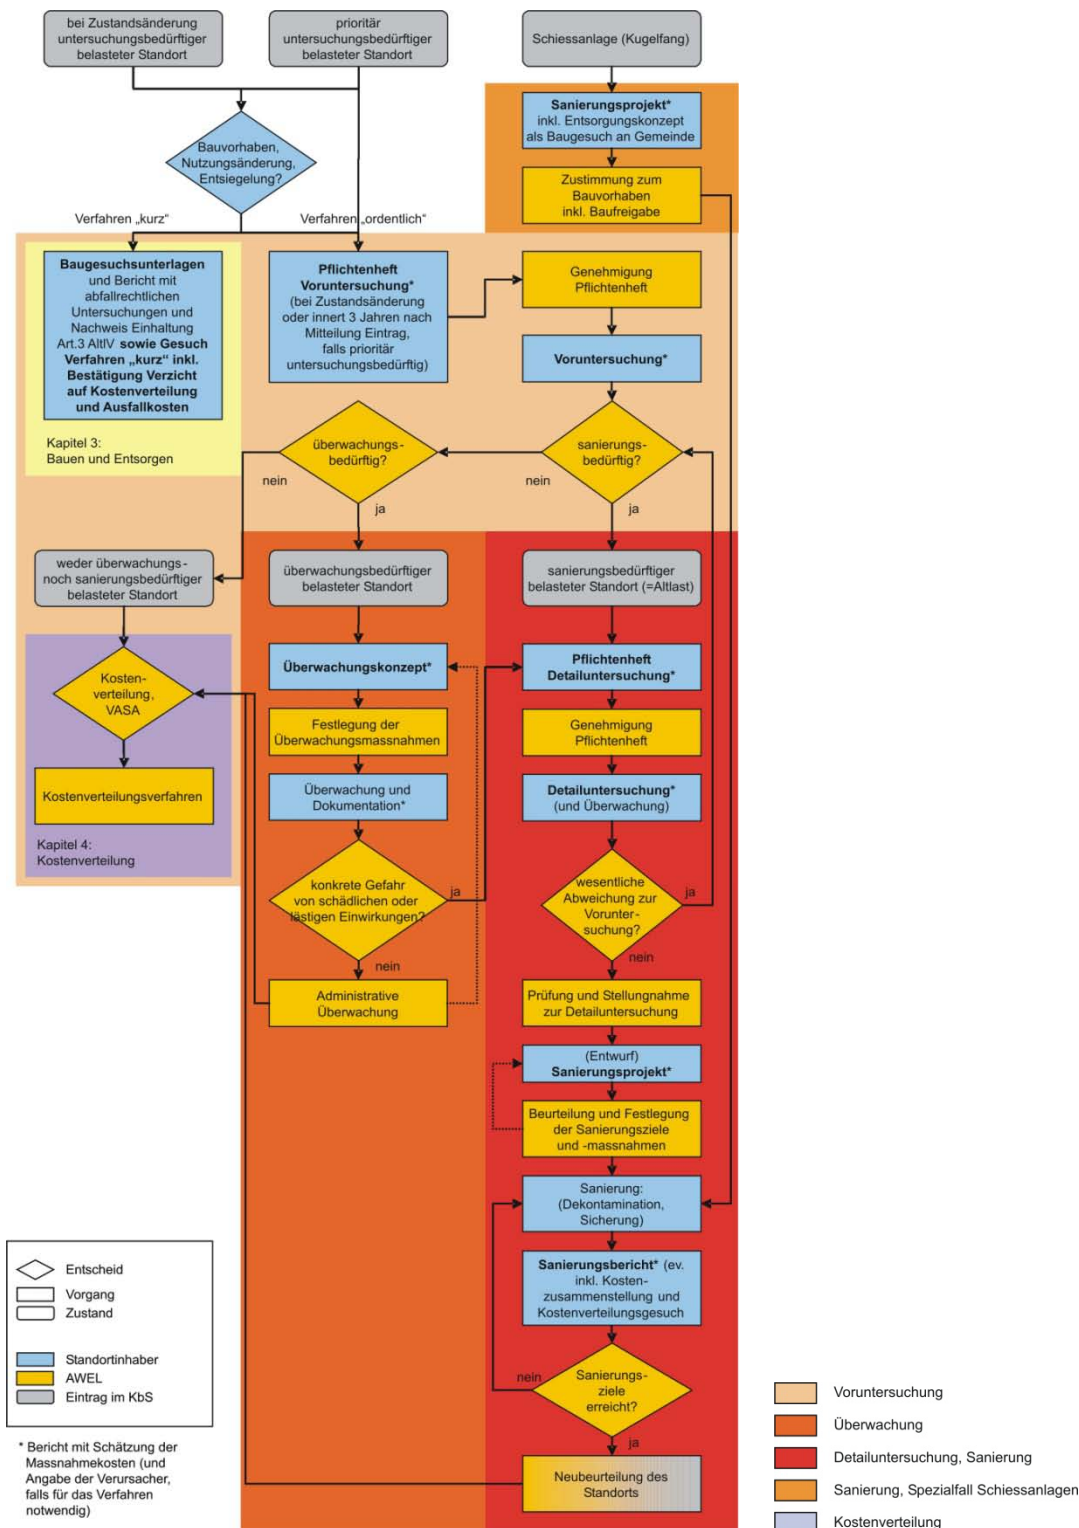 bei Zustandsänderung
untersuchungsbedürftiger
belasteter Standort
prioritär
untersuchungsbedürftiger
belasteter Standort
Schiessanlage (Kugelfang)
Sanierungsprojekt*
inkl. Entsorgungskonzept
als Baugesuch an Gemeinde
Bauvorhaben,
Nutzungsänderung,
Entsiegelung?
Zustimmung zum
Bauvorhaben
inkl. Baufreigabe
Verfahren „kurz“
Verfahren „ordentlich“
Baugesuchsunterlagen
und Bericht mit
abfallrechtlichen
Untersuchungen und
Nachweis Einhaltung
Art.3 AltlV sowie Gesuch
Verfahren „kurz“ inkl.
Bestätigung Verzicht
auf Kostenverteilung
und Ausfallkosten
Kapitel 3:
Bauen und Entsorgen
Pflichtenheft
Voruntersuchung*
(bei Zustandsänderung
oder innert 3 Jahren nach
Mitteilung Eintrag,
falls prioritär
untersuchungsbedürftig)
Genehmigung
Pflichtenheft
Voruntersuchung*
überwachungs-
bedürftig?
sanierungs-
bedürftig?
nein
nein
ja
ja
weder überwachungs-
noch sanierungsbedürftiger
belasteter Standort
überwachungsbedürftiger
belasteter Standort
sanierungsbedürftiger
belasteter Standort (=Altlast)
Kosten-
verteilung,
VASA
Kostenverteilungsverfahren
Kapitel 4:
Kostenverteilung
Überwachungskonzept*
Festlegung der
Überwachungsmassnahmen
Überwachung und
Dokumentation*
konkrete Gefahr
von schädlichen oder
lästigen Einwirkungen?
ja
nein
Administrative
Überwachung
Pflichtenheft
Detailuntersuchung*
Genehmigung
Pflichtenheft
Detailuntersuchung*
(und Überwachung)
wesentliche
Abweichung zur
Vorunter-
suchung?
ja
nein
Prüfung und Stellungnahme
zur Detailuntersuchung
(Entwurf)
Sanierungsprojekt*
Beurteilung und Festlegung
der Sanierungsziele
und -massnahmen
Sanierung:
(Dekontamination,
Sicherung)
Sanierungsbericht* (ev.
inkl. Kosten-
zusammenstellung und
Kostenverteilungsgesuch
nein
Sanierungs-
ziele
erreicht?
ja
Neubeurteilung des
Standorts
Entscheid
Vorgang
Zustand
Standortinhaber
AWEL
Eintrag im KbS
* Bericht mit Schätzung der
Massnahmekosten (und
Angabe der Verursacher,
falls für das Verfahren
notwendig)
Voruntersuchung
Überwachung
Detailuntersuchung, Sanierung
Sanierung, Spezialfall Schiessanlagen
Kostenverteilung